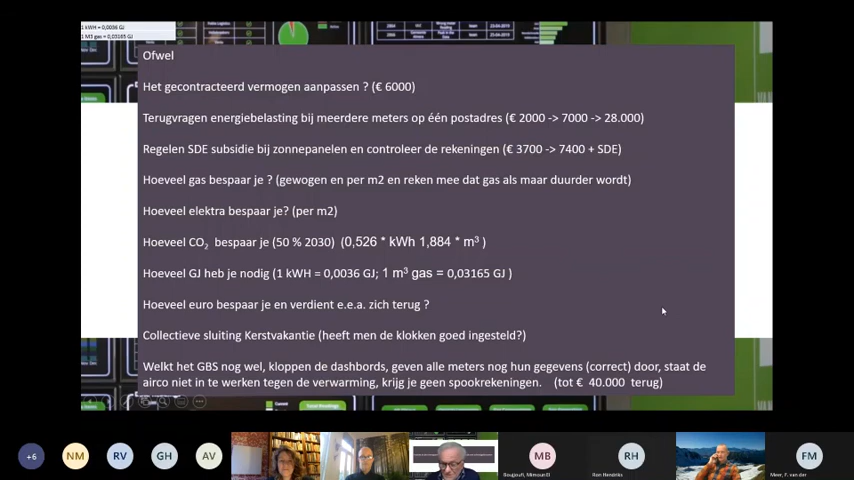 1 kWH = 0,0036 GJ
1 M3 gas = 0,03165 GJ
Ofwel
Het gecontracteerd vermogen aanpassen ? (€ 6000)
Terugvragen energiebelasting bij meerdere meters op één postadres (€ 2000 -> 7000 -> 28.000)
Regelen SDE subsidie bij zonnepanelen en controleer de rekeningen (€ 3700 -> 7400 + SDE)
Hoeveel gas bespaar je ? (gewogen en per m2 en reken mee dat gas als maar duurder wordt)
Hoeveel elektra bespaar je? (per m2)
Hoeveel CO₂ bespaar je (50 % 2030) (0,526 * kWh 1,884 * m³ )
Hoeveel GJ heb je nodig (1 kWH = 0,0036 GJ; 1 m³ gas = 0,03165 GJ )
Hoeveel euro bespaar je en verdient e.e.a. zich terug ?
Collectieve sluiting Kerstvakantie (heeft men de klokken goed ingesteld?)
Welkt het GBS nog wel, kloppen de dashbords, geven alle meters nog hun gegevens (correct) door, staat de
airco niet in te werken tegen de verwarming, krijg je geen spookrekeningen. (tot € 40.000 terug)
+6 NM RV GH AV MB RH FM
Ron Hendriks
Meer, F. van der